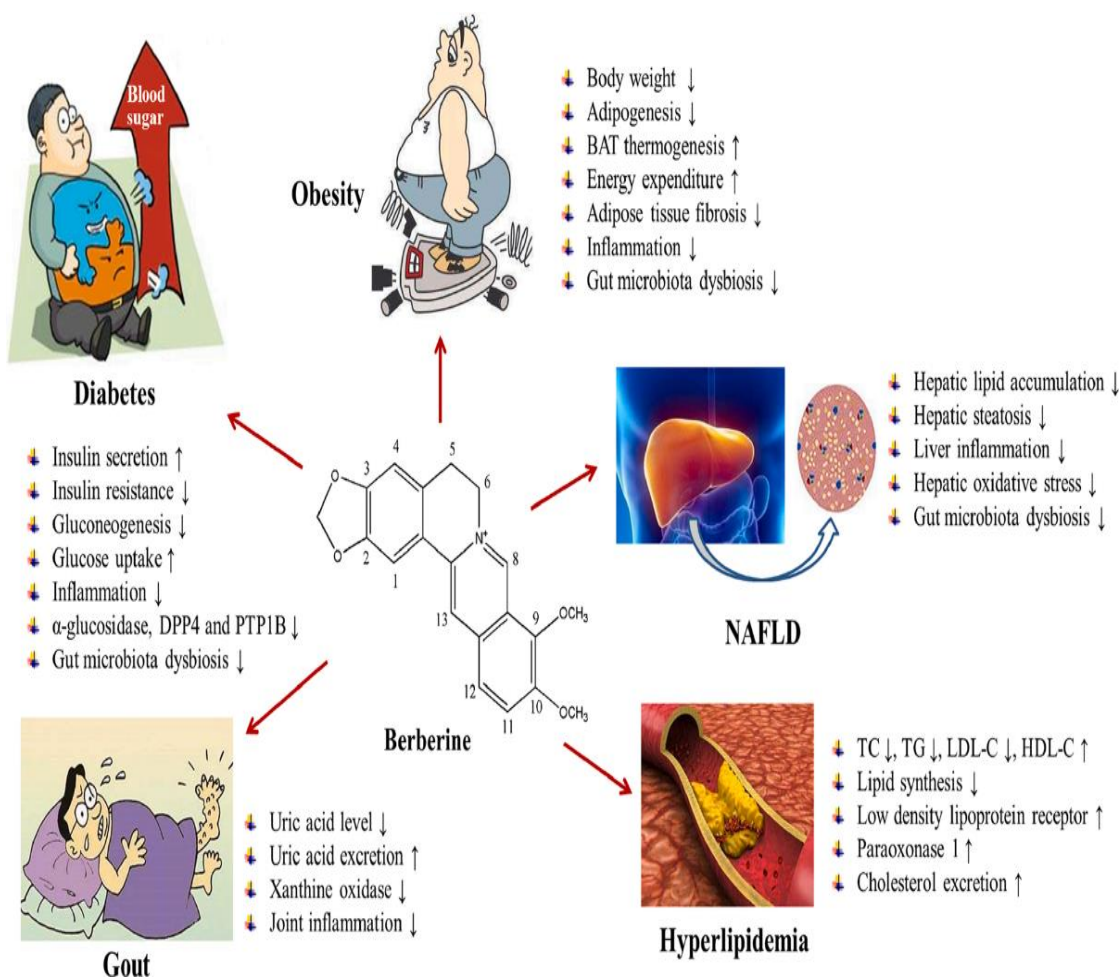 Blood
sugar
Diabetes
Insulin secretion ↑
Insulin resistance ↓
Gluconeogenesis ↓
Glucose uptake ↑
Inflammation ↓
α-glucosidase, DPP4 and PTP1B ↓
Gut microbiota dysbiosis ↓
Obesity
Body weight ↓
Adipogenesis ↓
BAT thermogenesis ↑
Energy expenditure ↑
Adipose tissue fibrosis ↓
Inflammation ↓
Gut microbiota dysbiosis ↓
Hepatic lipid accumulation ↓
Hepatic steatosis ↓
Liver inflammation ↓
Hepatic oxidative stress ↓
Gut microbiota dysbiosis ↓
NAFLD
4
5
3
6
O
O
2
1
N+
8
13
9
OCH3
12
10
OCH3
11
Berberine
Gout
Uric acid level ↓
Uric acid excretion ↑
Xanthine oxidase ↓
Joint inflammation ↓
Hyperlipidemia
TC ↓, TG ↓, LDL-C ↓, HDL-C ↑
Lipid synthesis ↓
Low density lipoprotein receptor ↑
Paraoxonase 1 ↑
Cholesterol excretion ↑